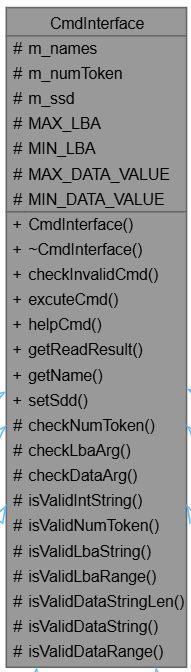 CmdInterface
# m_names
# m_numToken
# m_ssd
# MAX_LBA
# MIN_LBA
# MAX_DATA_VALUE
# MIN_DATA_VALUE
+ CmdInterface()
+ ~CmdInterface()
+ checkInvalidCmd()
+ excuteCmd()
+ helpCmd()
+ getReadResult()
+ getName()
+ setSdd()
# checkNumToken()
# checkLbaArg()
# checkDataArg()
# isValidIntString()
# isValidNumToken()
# isValidLbaString()
# isValidLbaRange()
# isValidDataStringLen()
# isValidDataString()
# isValidDataRange()